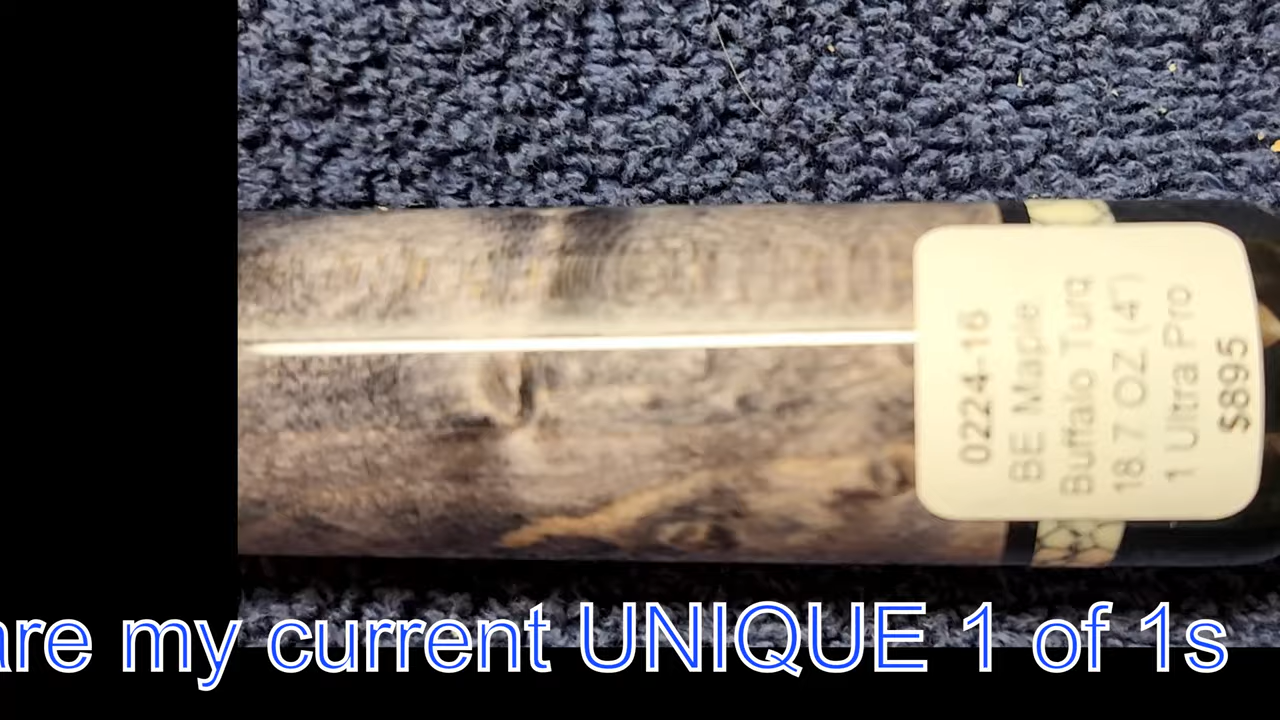 0224-16
BE Maple
Buffalo Turq
18.7 OZ (4")
1 Ultra Pro
$895
are my current UNIQUE 1 of 1s